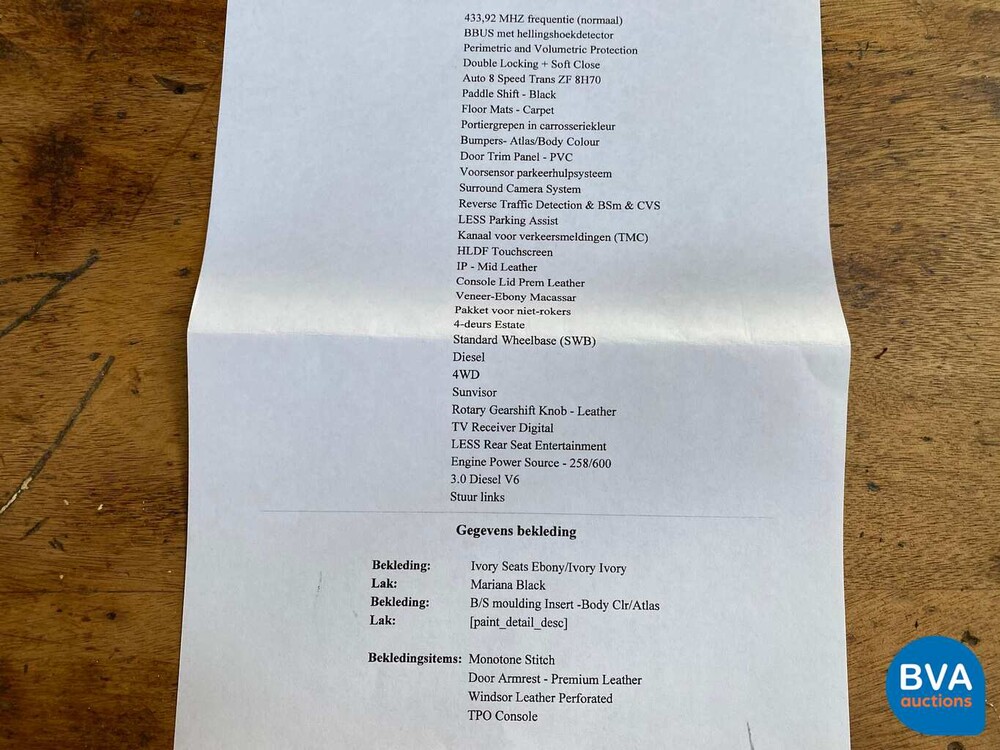 433,92 MHZ frequentie (normaal)
BBUS met hellingshoekdetector
Perimetric and Volumetric Protection
Double Locking + Soft Close
Auto 8 Speed Trans ZF 8H70
Paddle Shift - Black
Floor Mats - Carpet
Portiergrepen in carrosseriekleur
Bumpers- Atlas/Body Colour
Door Trim Panel - PVC
Voorsensor parkeerhulpsysteem
Surround Camera System
Reverse Traffic Detection & BSm & CVS
LESS Parking Assist
Kanaal voor verkeersmeldingen (TMC)
HLDF Touchscreen
IP - Mid Leather
Console Lid Prem Leather
Veneer-Ebony Macassar
Pakket voor niet-rokers
4-deurs Estate
Standard Wheelbase (SWB)
Diesel
4WD
Sunvisor
Rotary Gearshift Knob - Leather
TV Receiver Digital
LESS Rear Seat Entertainment
Engine Power Source - 258/600
3.0 Diesel V6
Stuur links
Gegevens bekleding
Bekleding: Ivory Seats Ebony/Ivory Ivory
Lak: Mariana Black
Bekleding: B/S moulding Insert -Body Clr/Atlas
Lak: [paint_detail_desc]
Bekledingsitems: Monotone Stitch
Door Armrest - Premium Leather
Windsor Leather Perforated
TPO Console
BVA
auctions